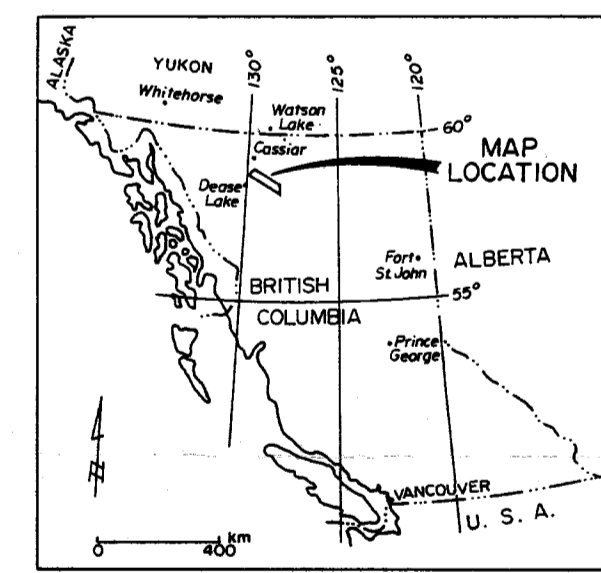 ALASKA
YUKON
Whitehorse
130°
125°
120°
Watson
Lake
60°
Cassiar
MAP
LOCATION
Dease
Lake
Fort
St John
ALBERTA
BRITISH
55°
COLUMBIA
Prince
George
VANCOUVER
U. S. A.
km
0
400